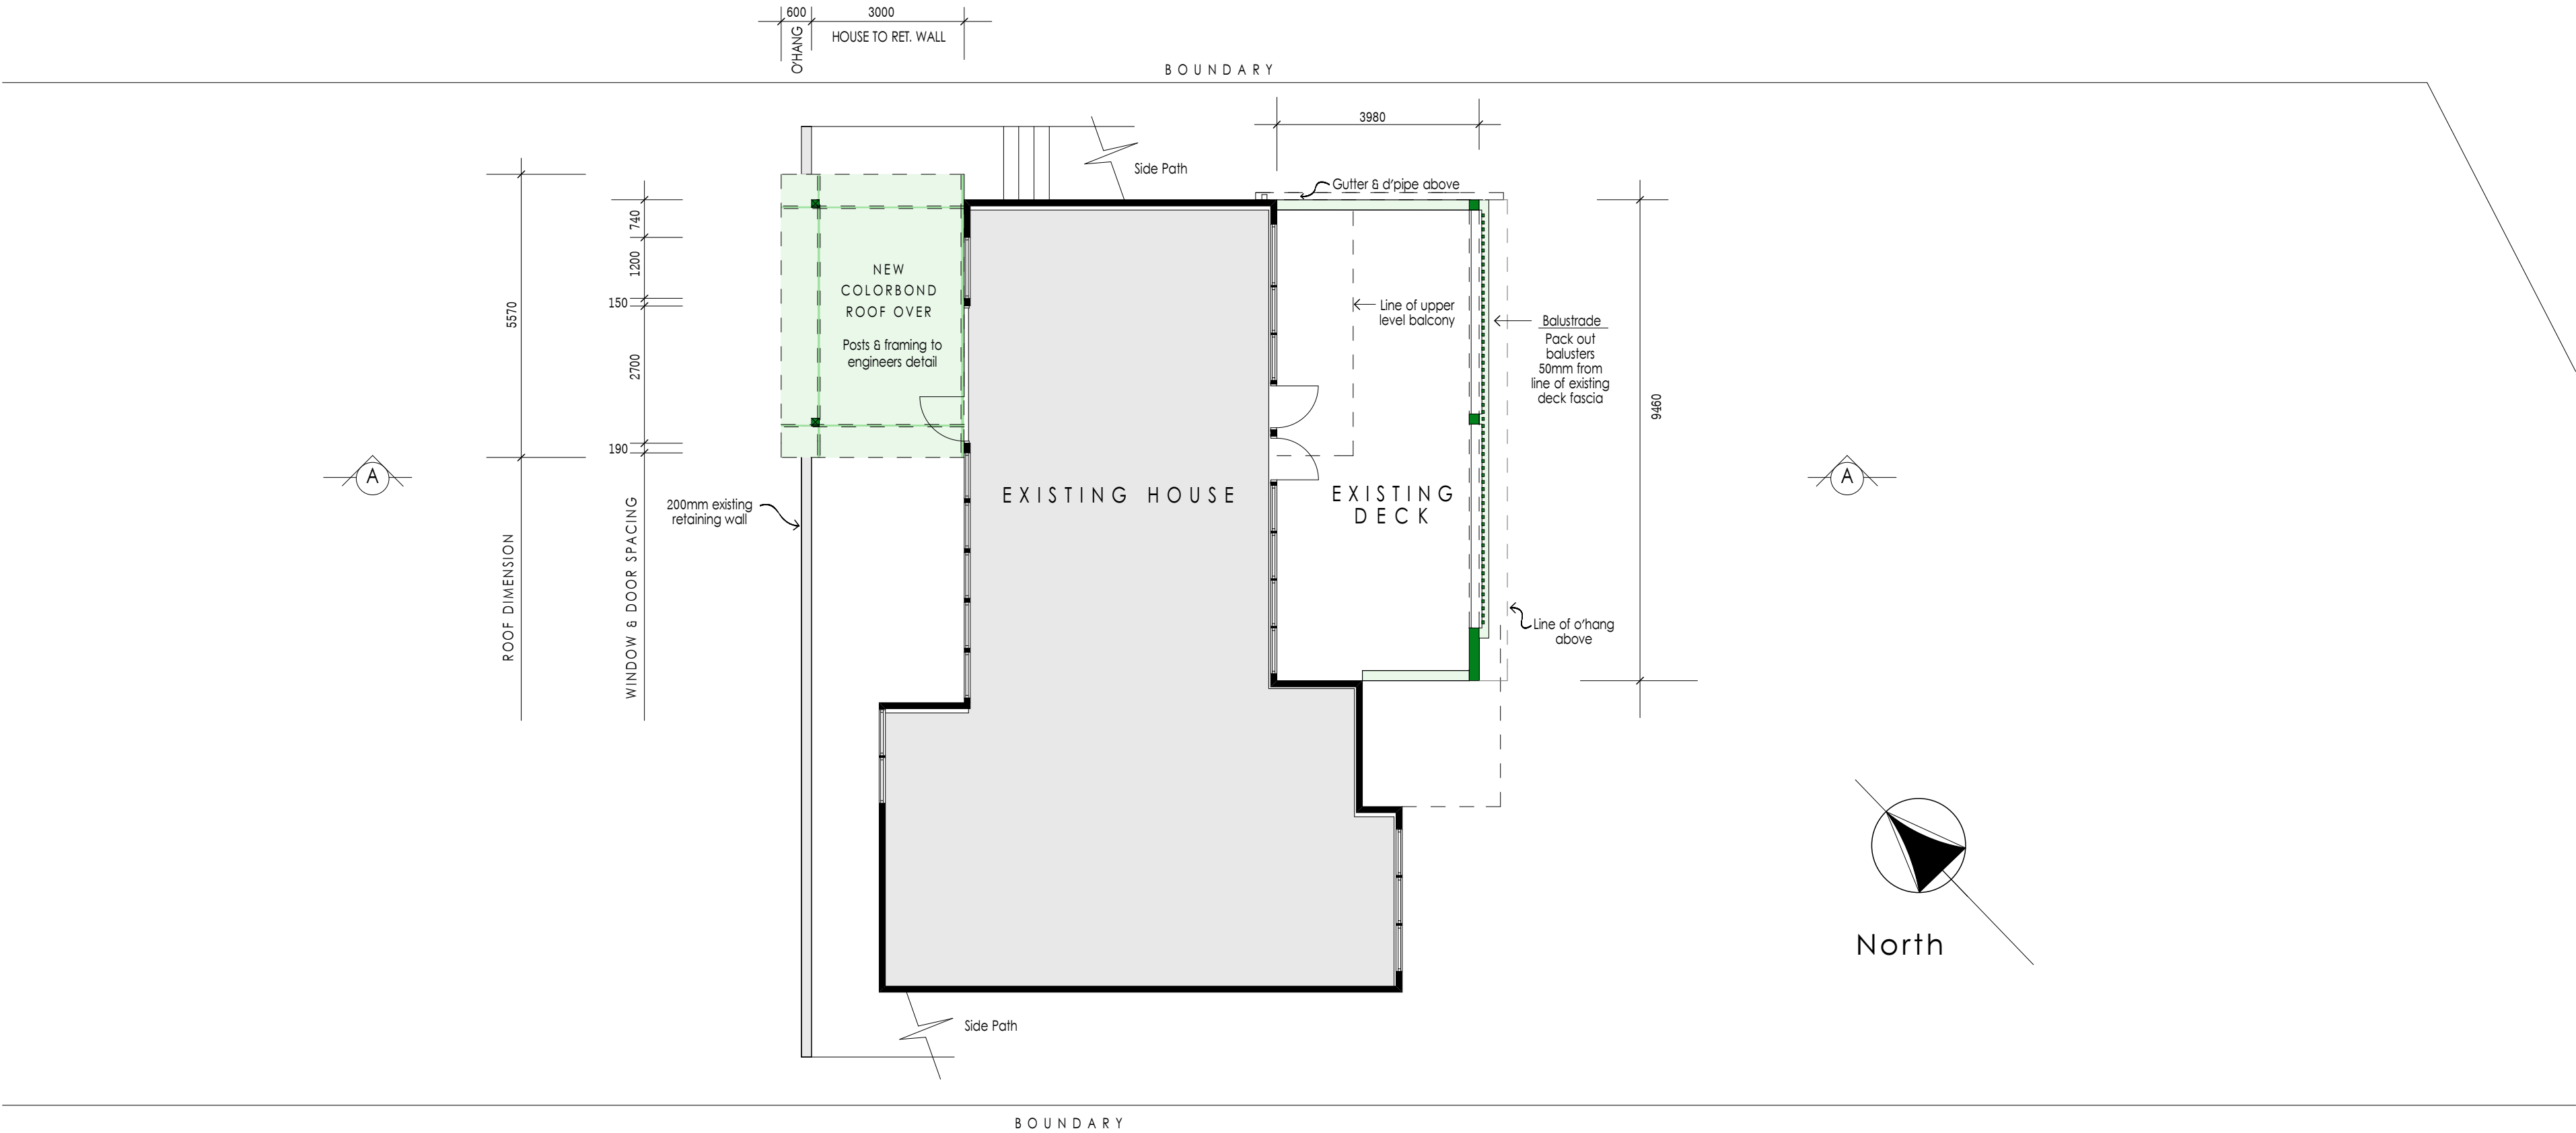 600
3000
O'HANG
HOUSE TO RET. WALL
BOUNDARY
3980
Side Path
Gutter & d'pipe above
740
1200
150
2700
190
5570
NEW
COLORBOND
ROOF OVER
Posts & framing to
engineers detail
Line of upper
level balcony
Balustrade
Pack out
balusters
50mm from
line of existing
deck fascia
9460
A
A
200mm existing
retaining wall
EXISTING HOUSE
EXISTING
DECK
ROOF DIMENSION
WINDOW & DOOR SPACING
Line of o'hang
above
North
Side Path
BOUNDARY